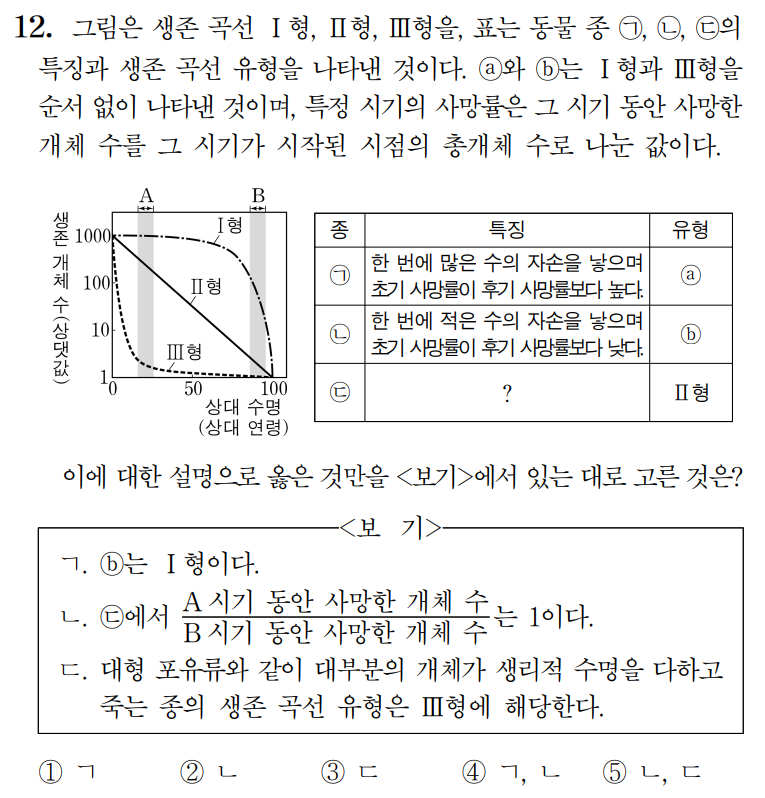 12. 그림은 생존 곡선 Ⅰ형, Ⅱ형, Ⅲ형을, 표는 동물 종 ㉠, ㉡, ㉢의
특징과 생존 곡선 유형을 나타낸 것이다. ⓐ와 ⓑ는 Ⅰ형과 Ⅲ형을
순서 없이 나타낸 것이며, 특정 시기의 사망률은 그 시기 동안 사망한
개체 수를 그 시기가 시작된 시점의 총개체 수로 나눈 값이다.
A B
생존 개체 수(상댓값)
1000
100
10
1
Ⅰ형
Ⅱ형
Ⅲ형
0 50 100
상대 수명
(상대 연령)
종 특징 유형
㉠ 한 번에 많은 수의 자손을 낳으며 ⓐ
초기 사망률이 후기 사망률보다 높다.
㉡ 한 번에 적은 수의 자손을 낳으며 ⓑ
초기 사망률이 후기 사망률보다 낮다.
㉢ ? Ⅱ형
이에 대한 설명으로 옳은 것만을 <보기>에서 있는 대로 고른 것은?
<보 기>
ㄱ. ⓑ는 Ⅰ형이다.
ㄴ. ㉢에서 A 시기 동안 사망한 개체 수 / B 시기 동안 사망한 개체 수 는 1이다.
ㄷ. 대형 포유류와 같이 대부분의 개체가 생리적 수명을 다하고
죽는 종의 생존 곡선 유형은 Ⅲ형에 해당한다.
① ㄱ ② ㄴ ③ ㄷ ④ ㄱ, ㄴ ⑤ ㄴ, ㄷ